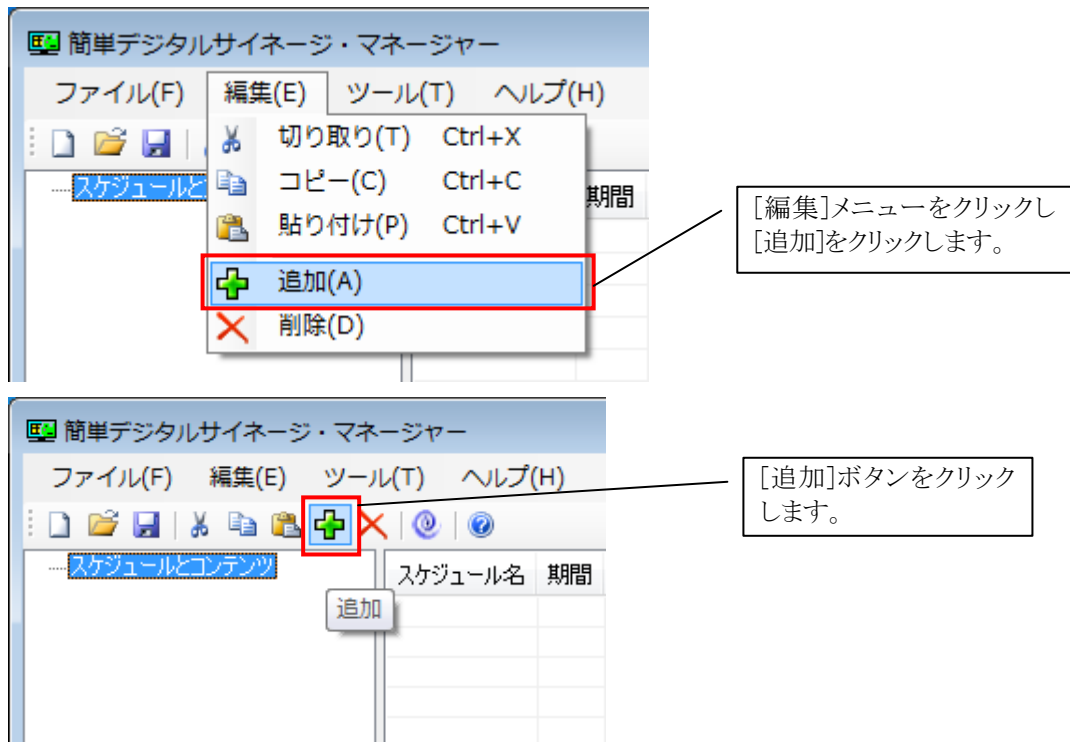 簡単デジタルサイネージ・マネージャー
ファイル(F) 編集(E) ツール(T) ヘルプ(H)
切り取り(T) Ctrl+X
スケジュールと
コピー(C) Ctrl+C
期間
貼り付け(P) Ctrl+V
追加(A)
削除(D)
[編集]メニューをクリックし
[追加]をクリックします。
簡単デジタルサイネージ・マネージャー
ファイル(F) 編集(E) ツール(T) ヘルプ(H)
スケジュールとコンテンツ
スケジュール名 期間
追加
[追加]ボタンをクリック
します。